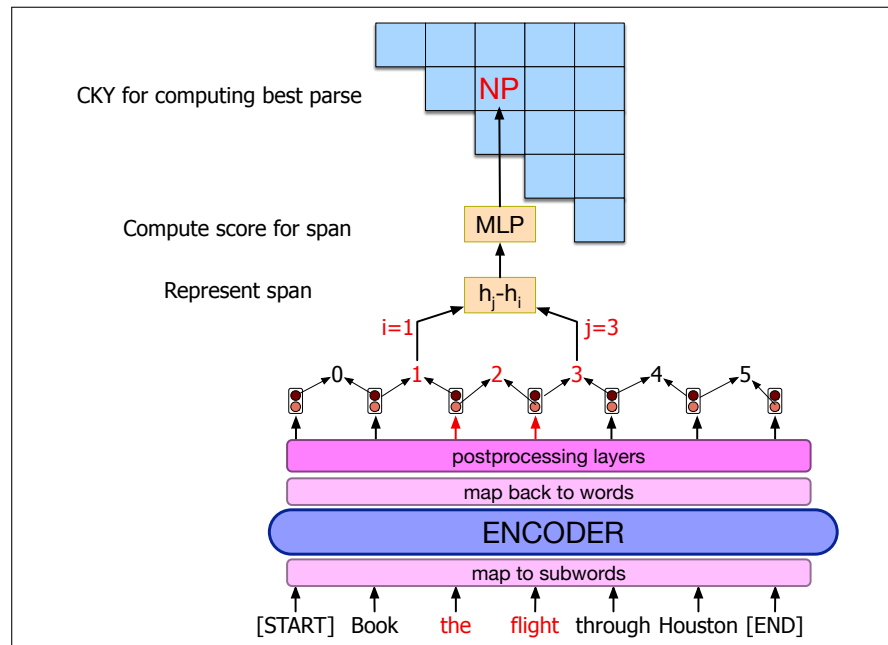 CKY for computing best parse
NP
Compute score for span
MLP
Represent span
hj-hi
i=1
j=3
0 1 2 3 4 5
postprocessing layers
map back to words
ENCODER
map to subwords
[START] Book the flight through Houston [END]